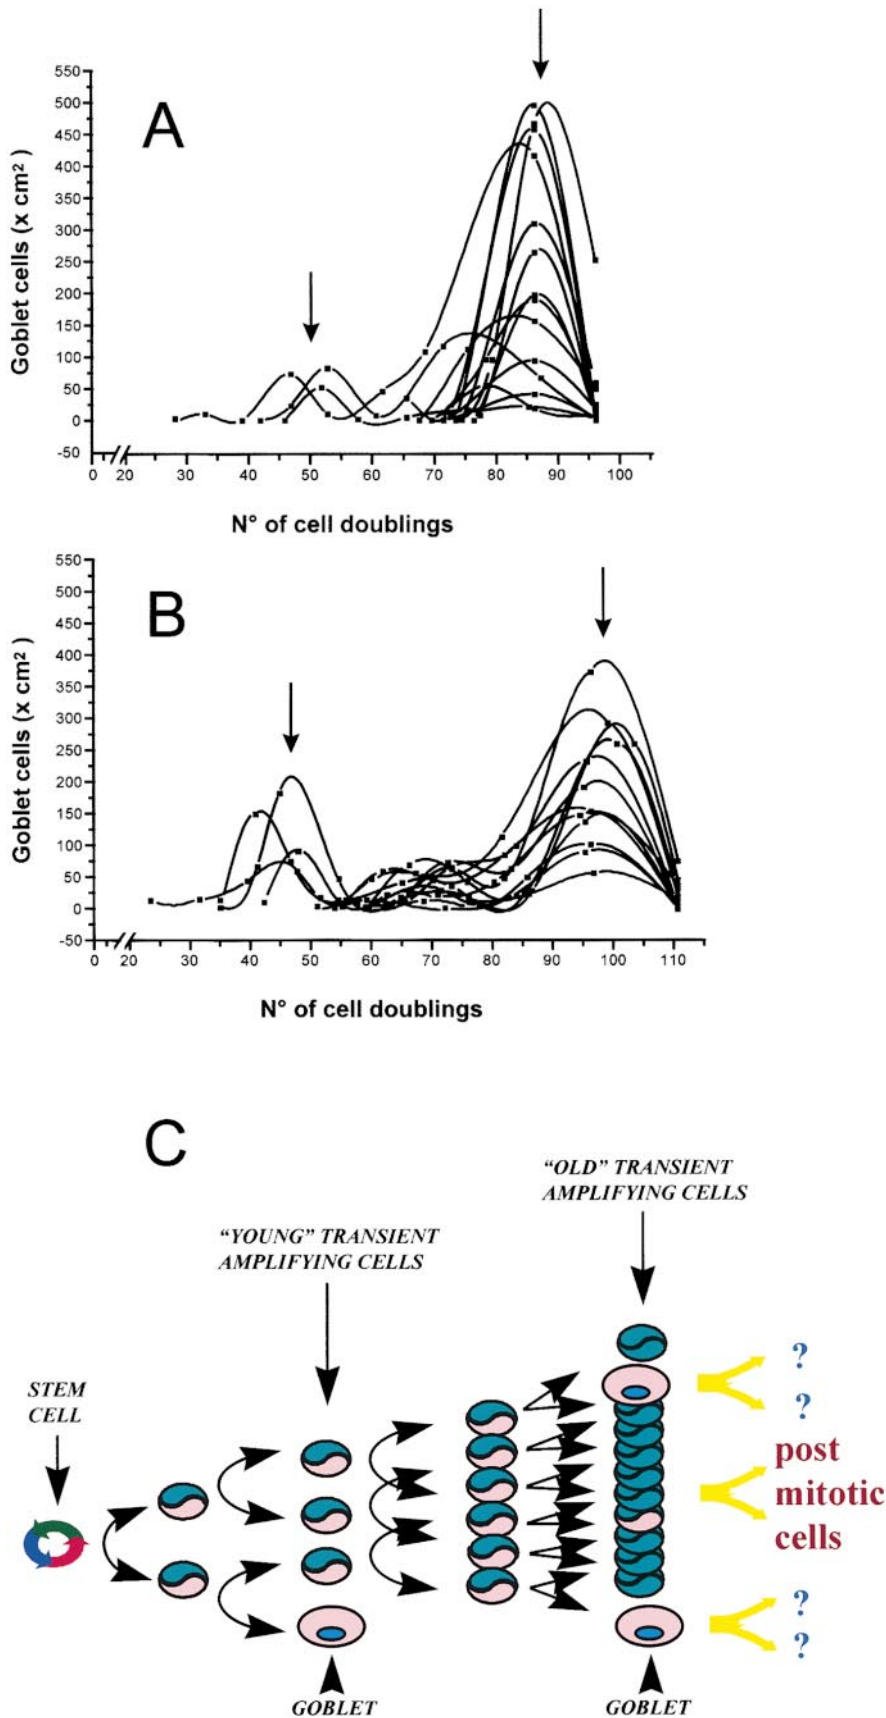 A
550
500
450
400
350
300
250
200
150
100
50
0
-50
Goblet cells (x cm²)
0 20 30 40 50 60 70 80 90 100
N° of cell doublings
B
550
500
450
400
350
300
250
200
150
100
50
0
-50
Goblet cells (x cm²)
0 20 30 40 50 60 70 80 90 100 110
N° of cell doublings
C
“OLD” TRANSIENT
AMPLIFYING CELLS
“YOUNG” TRANSIENT
AMPLIFYING CELLS
STEM
CELL
?
?
post
mitotic
cells
?
?
GOBLET
GOBLET